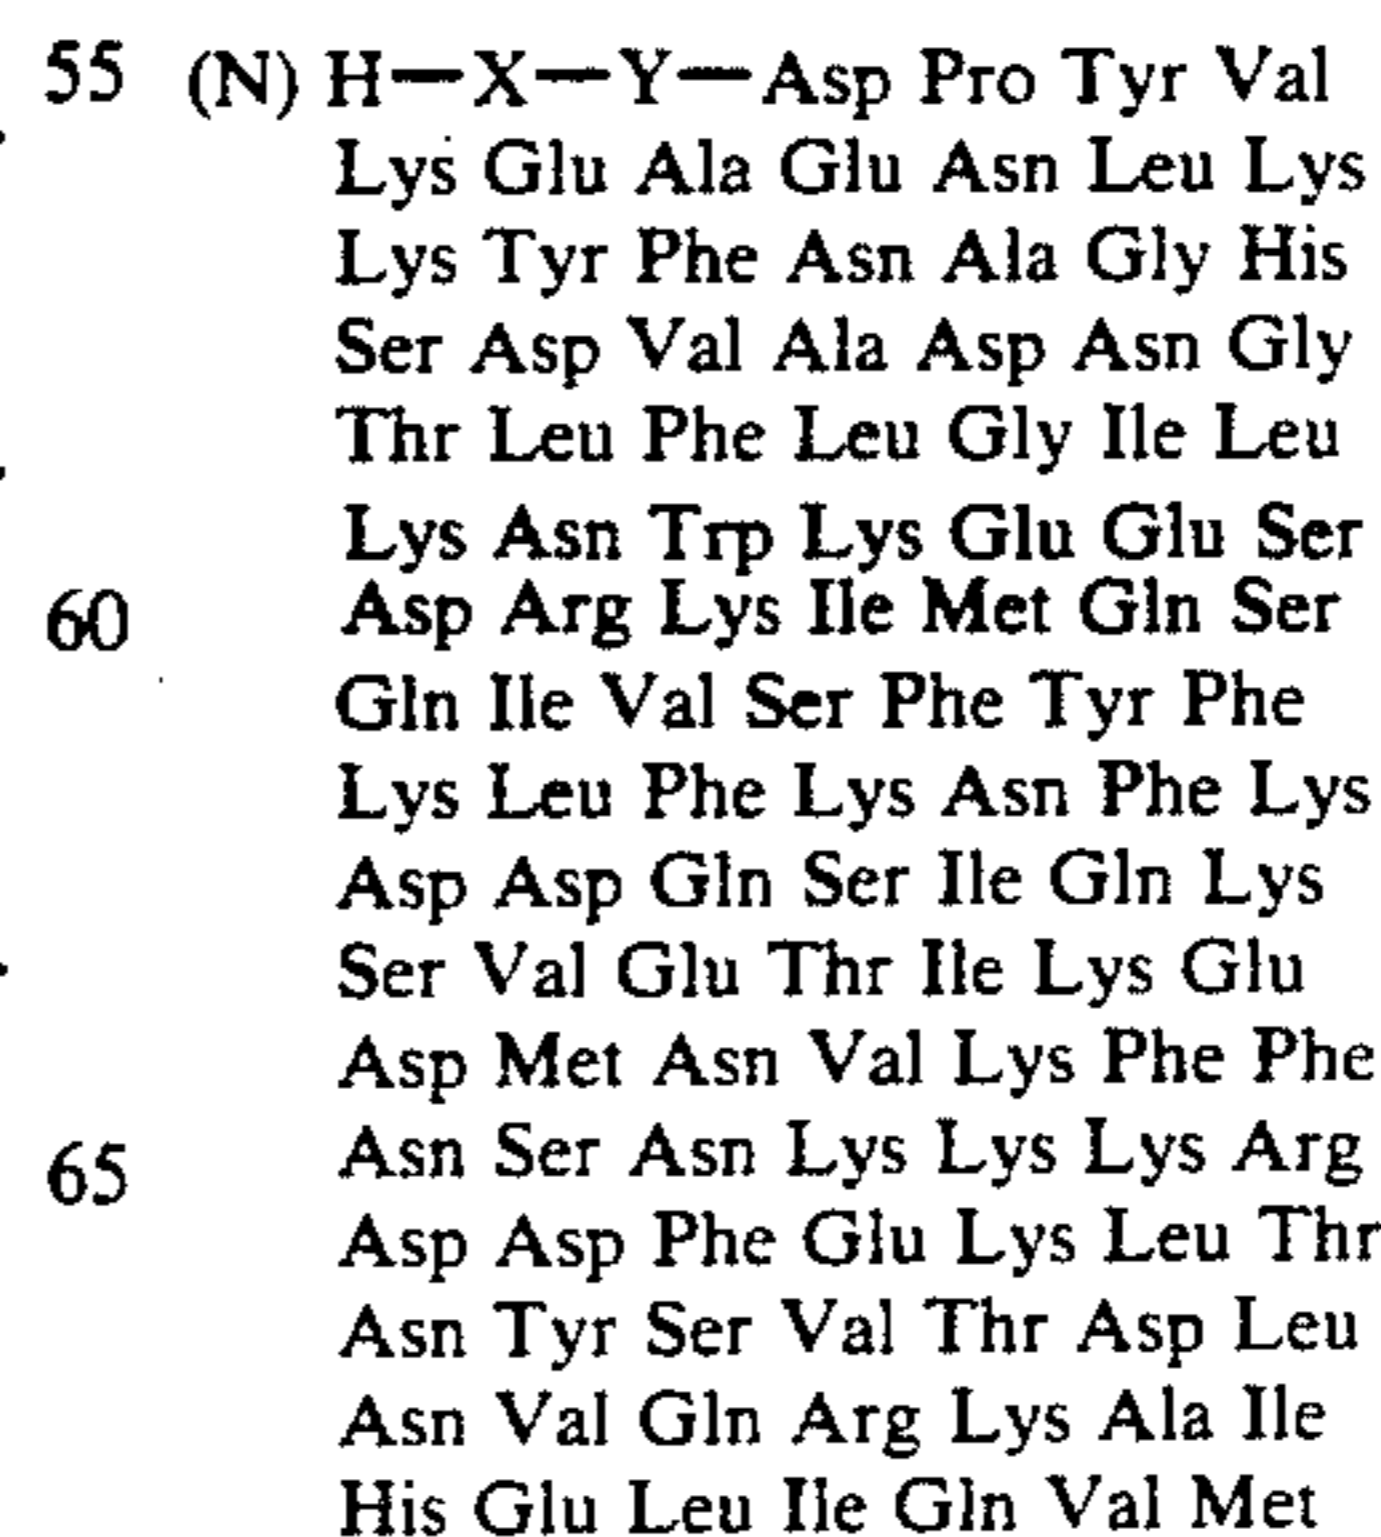 55 (N) H—X—Y—Asp Pro Tyr Val
Lys Glu Ala Glu Asn Leu Lys
Lys Tyr Phe Asn Ala Gly His
Ser Asp Val Ala Asp Asn Gly
Thr Leu Phe Leu Gly Ile Leu
Lys Asn Trp Lys Glu Glu Ser
60 Asp Arg Lys Ile Met Gln Ser
Gln Ile Val Ser Phe Tyr Phe
Lys Leu Phe Lys Asn Phe Lys
Asp Asp Gln Ser Ile Gln Lys
Ser Val Glu Thr Ile Lys Glu
Asp Met Asn Val Lys Phe Phe
65 Asn Ser Asn Lys Lys Lys Arg
Asp Asp Phe Glu Lys Leu Thr
Asn Tyr Ser Val Thr Asp Leu
Asn Val Gln Arg Lys Ala Ile
His Glu Leu Ile Gln Val Met